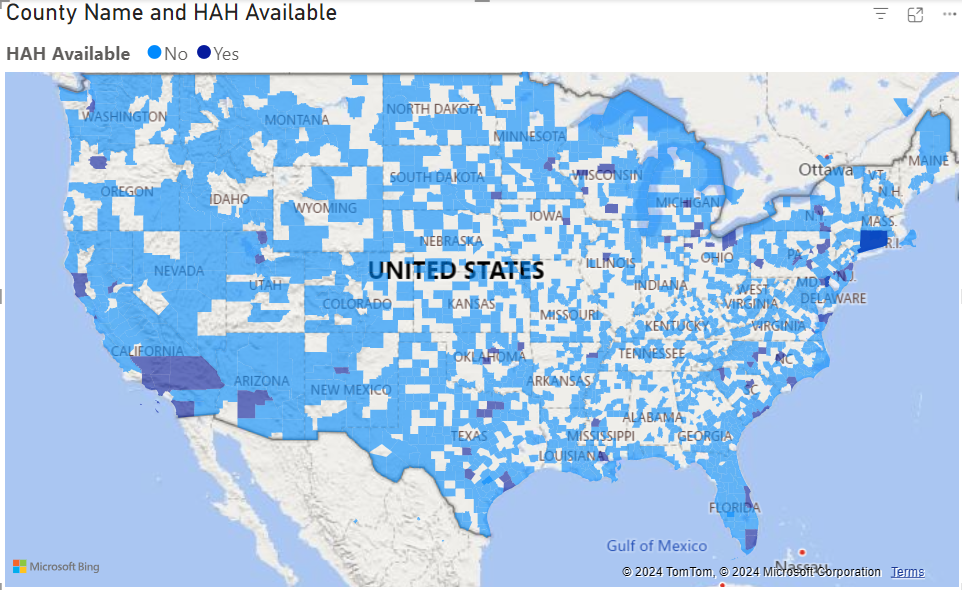 County Name and HAH Available
HAH Available No Yes
WASHINGTON
MONTANA
NORTH DAKOTA
MINNESOTA
Ottawa
MAINE
VT.
N.H.
OREGON
IDAHO
WYOMING
SOUTH DAKOTA
WISCONSIN
MICHIGAN
N.Y.
MASS.
R.I.
IOWA
NEBRASKA
UNITED STATES
NEVADA
UTAH
COLORADO
KANSAS
MISSOURI
ILLINOIS
INDIANA
OHIO
PA
N.J.
MD
DELAWARE
WEST
VIRGINIA
VIRGINIA
KENTUCKY
CALIFORNIA
ARIZONA
NEW MEXICO
OKLAHOMA
ARKANSAS
TENNESSEE
NC
SC
TEXAS
LOUISIANA
MISSISSIPPI
ALABAMA
GEORGIA
FLORIDA
Gulf of Mexico
Nassau
Microsoft Bing
© 2024 TomTom, © 2024 Microsoft Corporation Terms